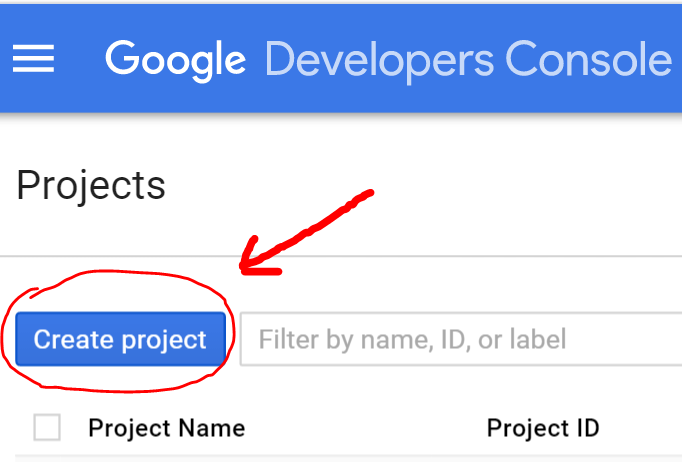 Google Developers Console
Projects
Create project
Filter by name, ID, or label
Project Name
Project ID